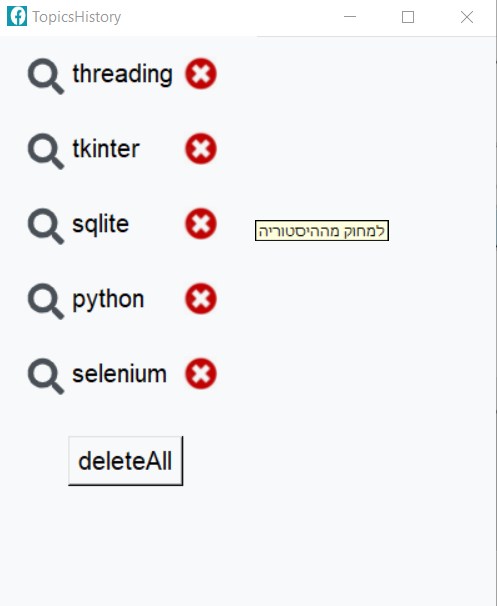 TopicsHistory
threading
tkinter
sqlite
למחוק מההיסטוריה
python
selenium
deleteAll